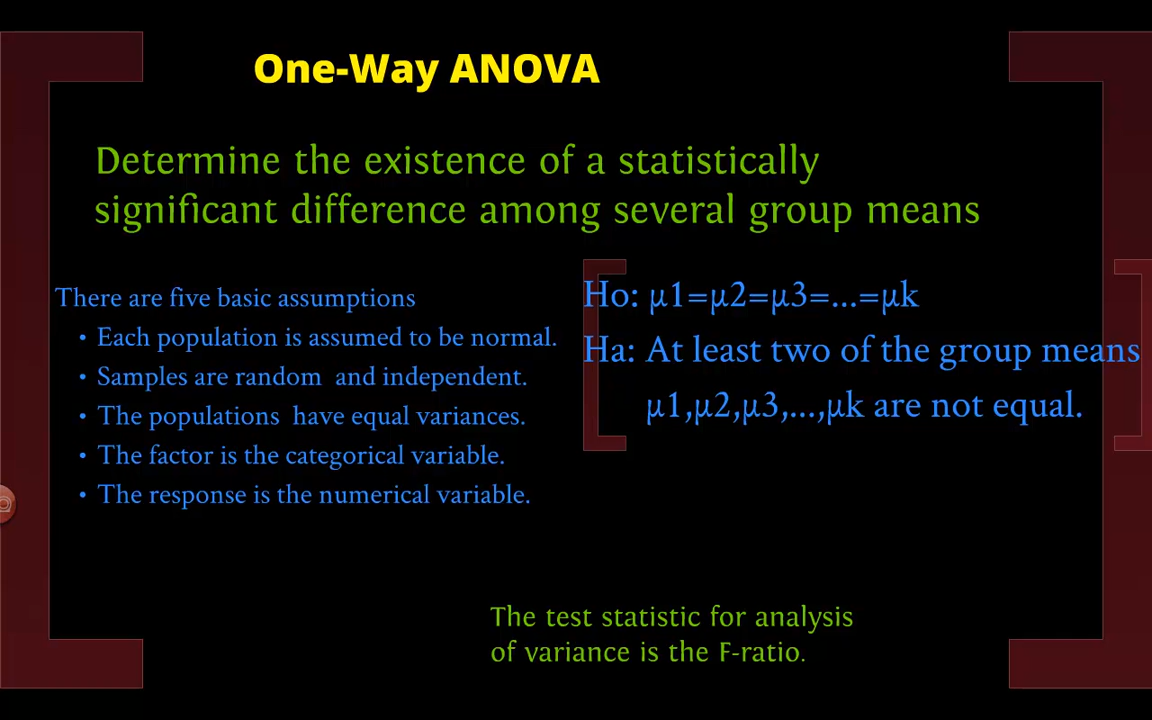 One-Way ANOVA
Determine the existence of a statistically
significant difference among several group means
There are five basic assumptions
• Each population is assumed to be normal.
• Samples are random and independent.
• The populations have equal variances.
• The factor is the categorical variable.
• The response is the numerical variable.
Ho: µ1=µ2=µ3=...=µk
Ha: At least two of the group means
µ1,µ2,µ3,...,µk are not equal.
The test statistic for analysis
of variance is the F-ratio.